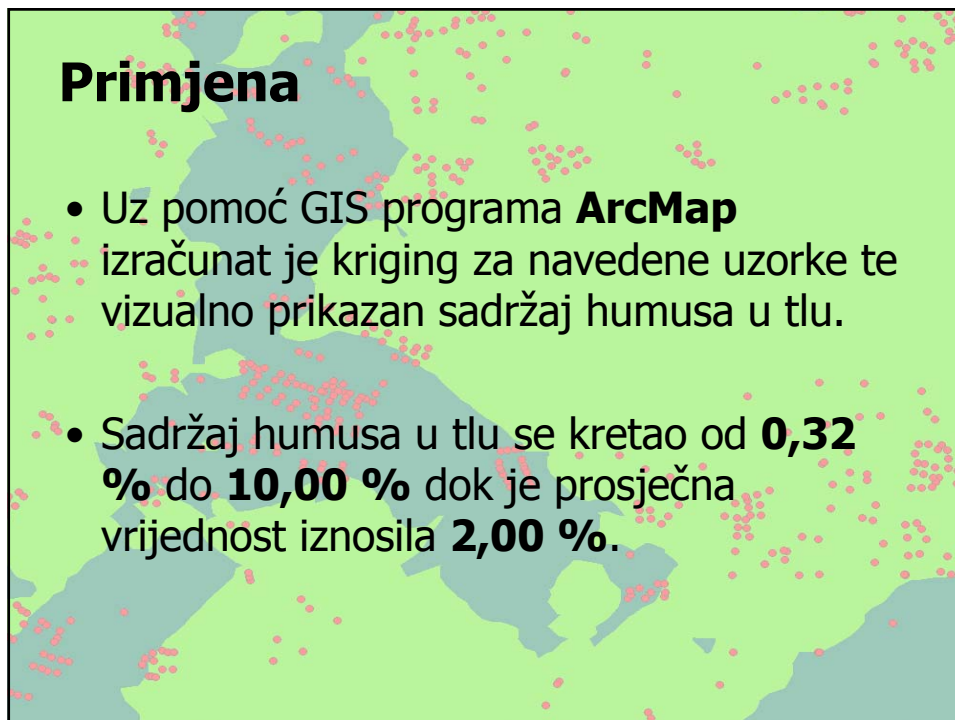 Primjena
• Uz pomoć GIS programa ArcMap
izračunat je kriging za navedene uzorke te
vizualno prikazan sadržaj humusa u tlu.
• Sadržaj humusa u tlu se kretao od 0,32
% do 10,00 % dok je prosječna
vrijednost iznosila 2,00 %.